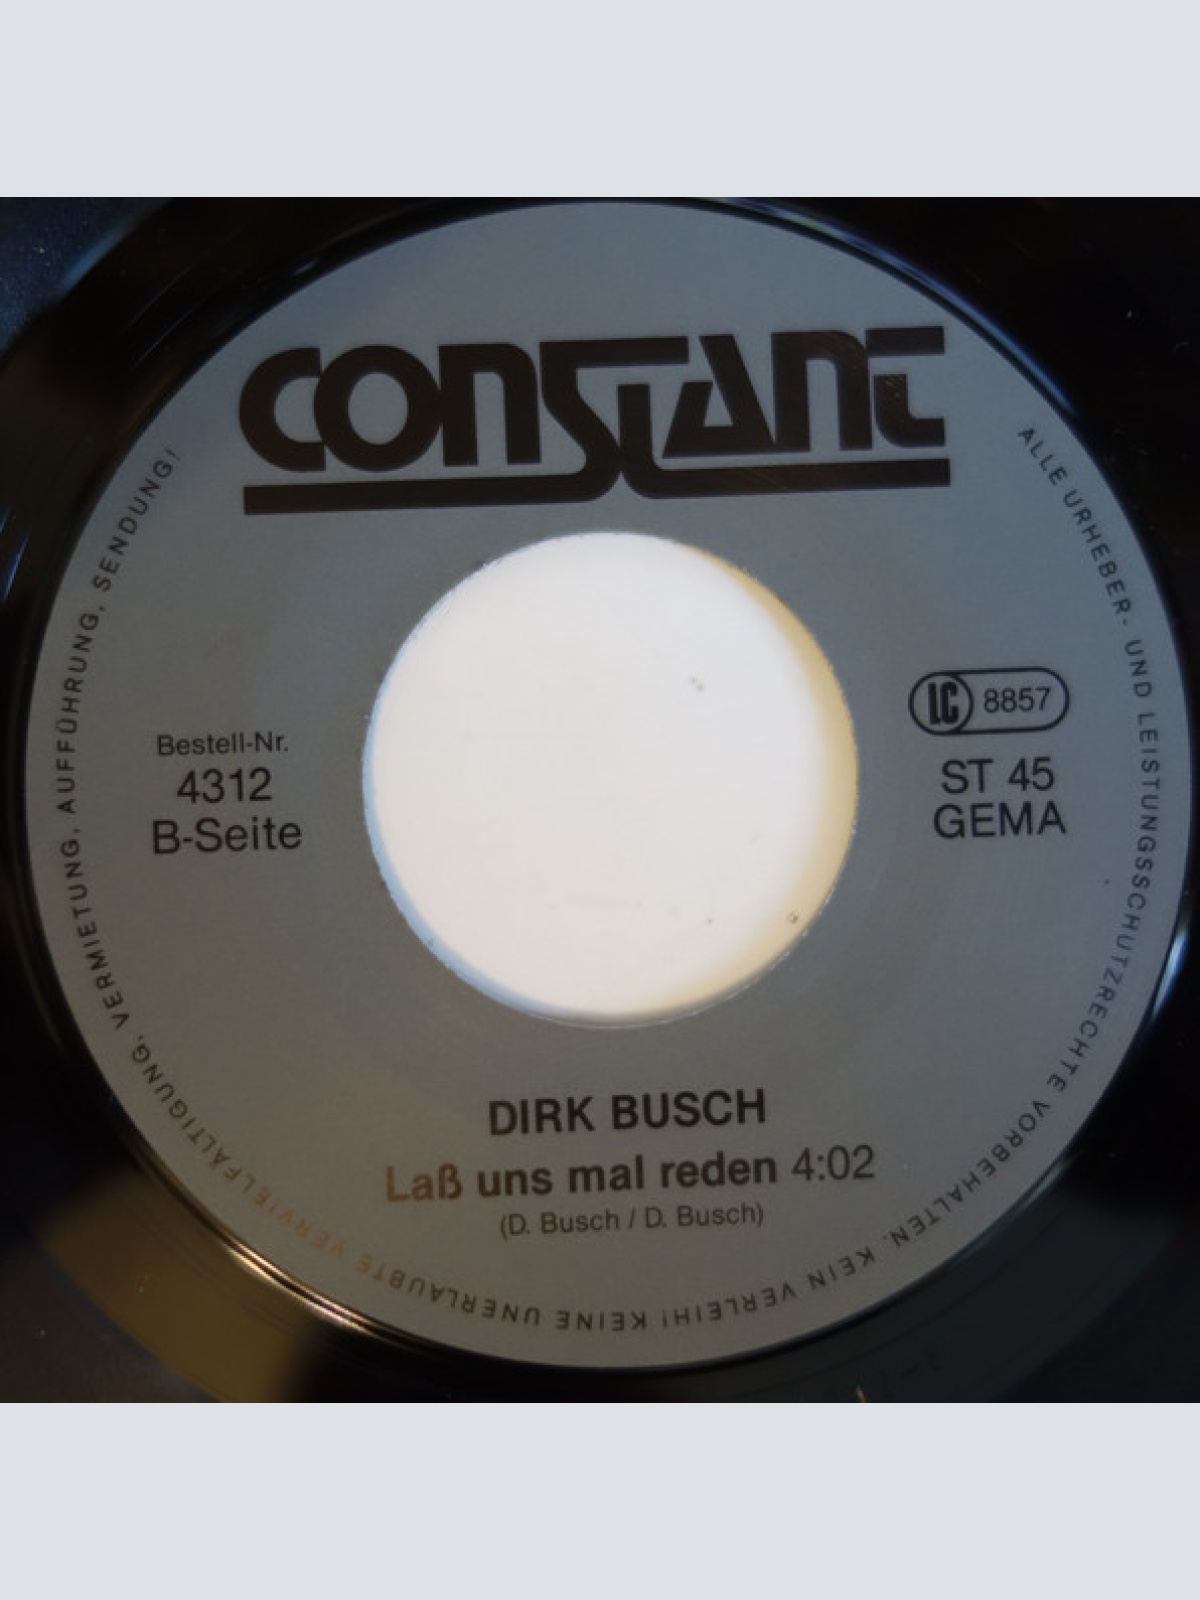 CONSTANT
LC 8857
ST 45
GEMA
Bestell-Nr.
4312
B-Seite
DIRK BUSCH
Laß uns mal reden 4:02
(D. Busch / D. Busch)
ALLE URHEBER- UND LEISTUNGSSCHUTZRECHTE VORBEHALTEN. KEIN VERLEIH! KEINE UNERLAUBTE VERVIELFÄLTIGUNG, VERMIETUNG, AUFFÜHRUNG, SENDUNG!